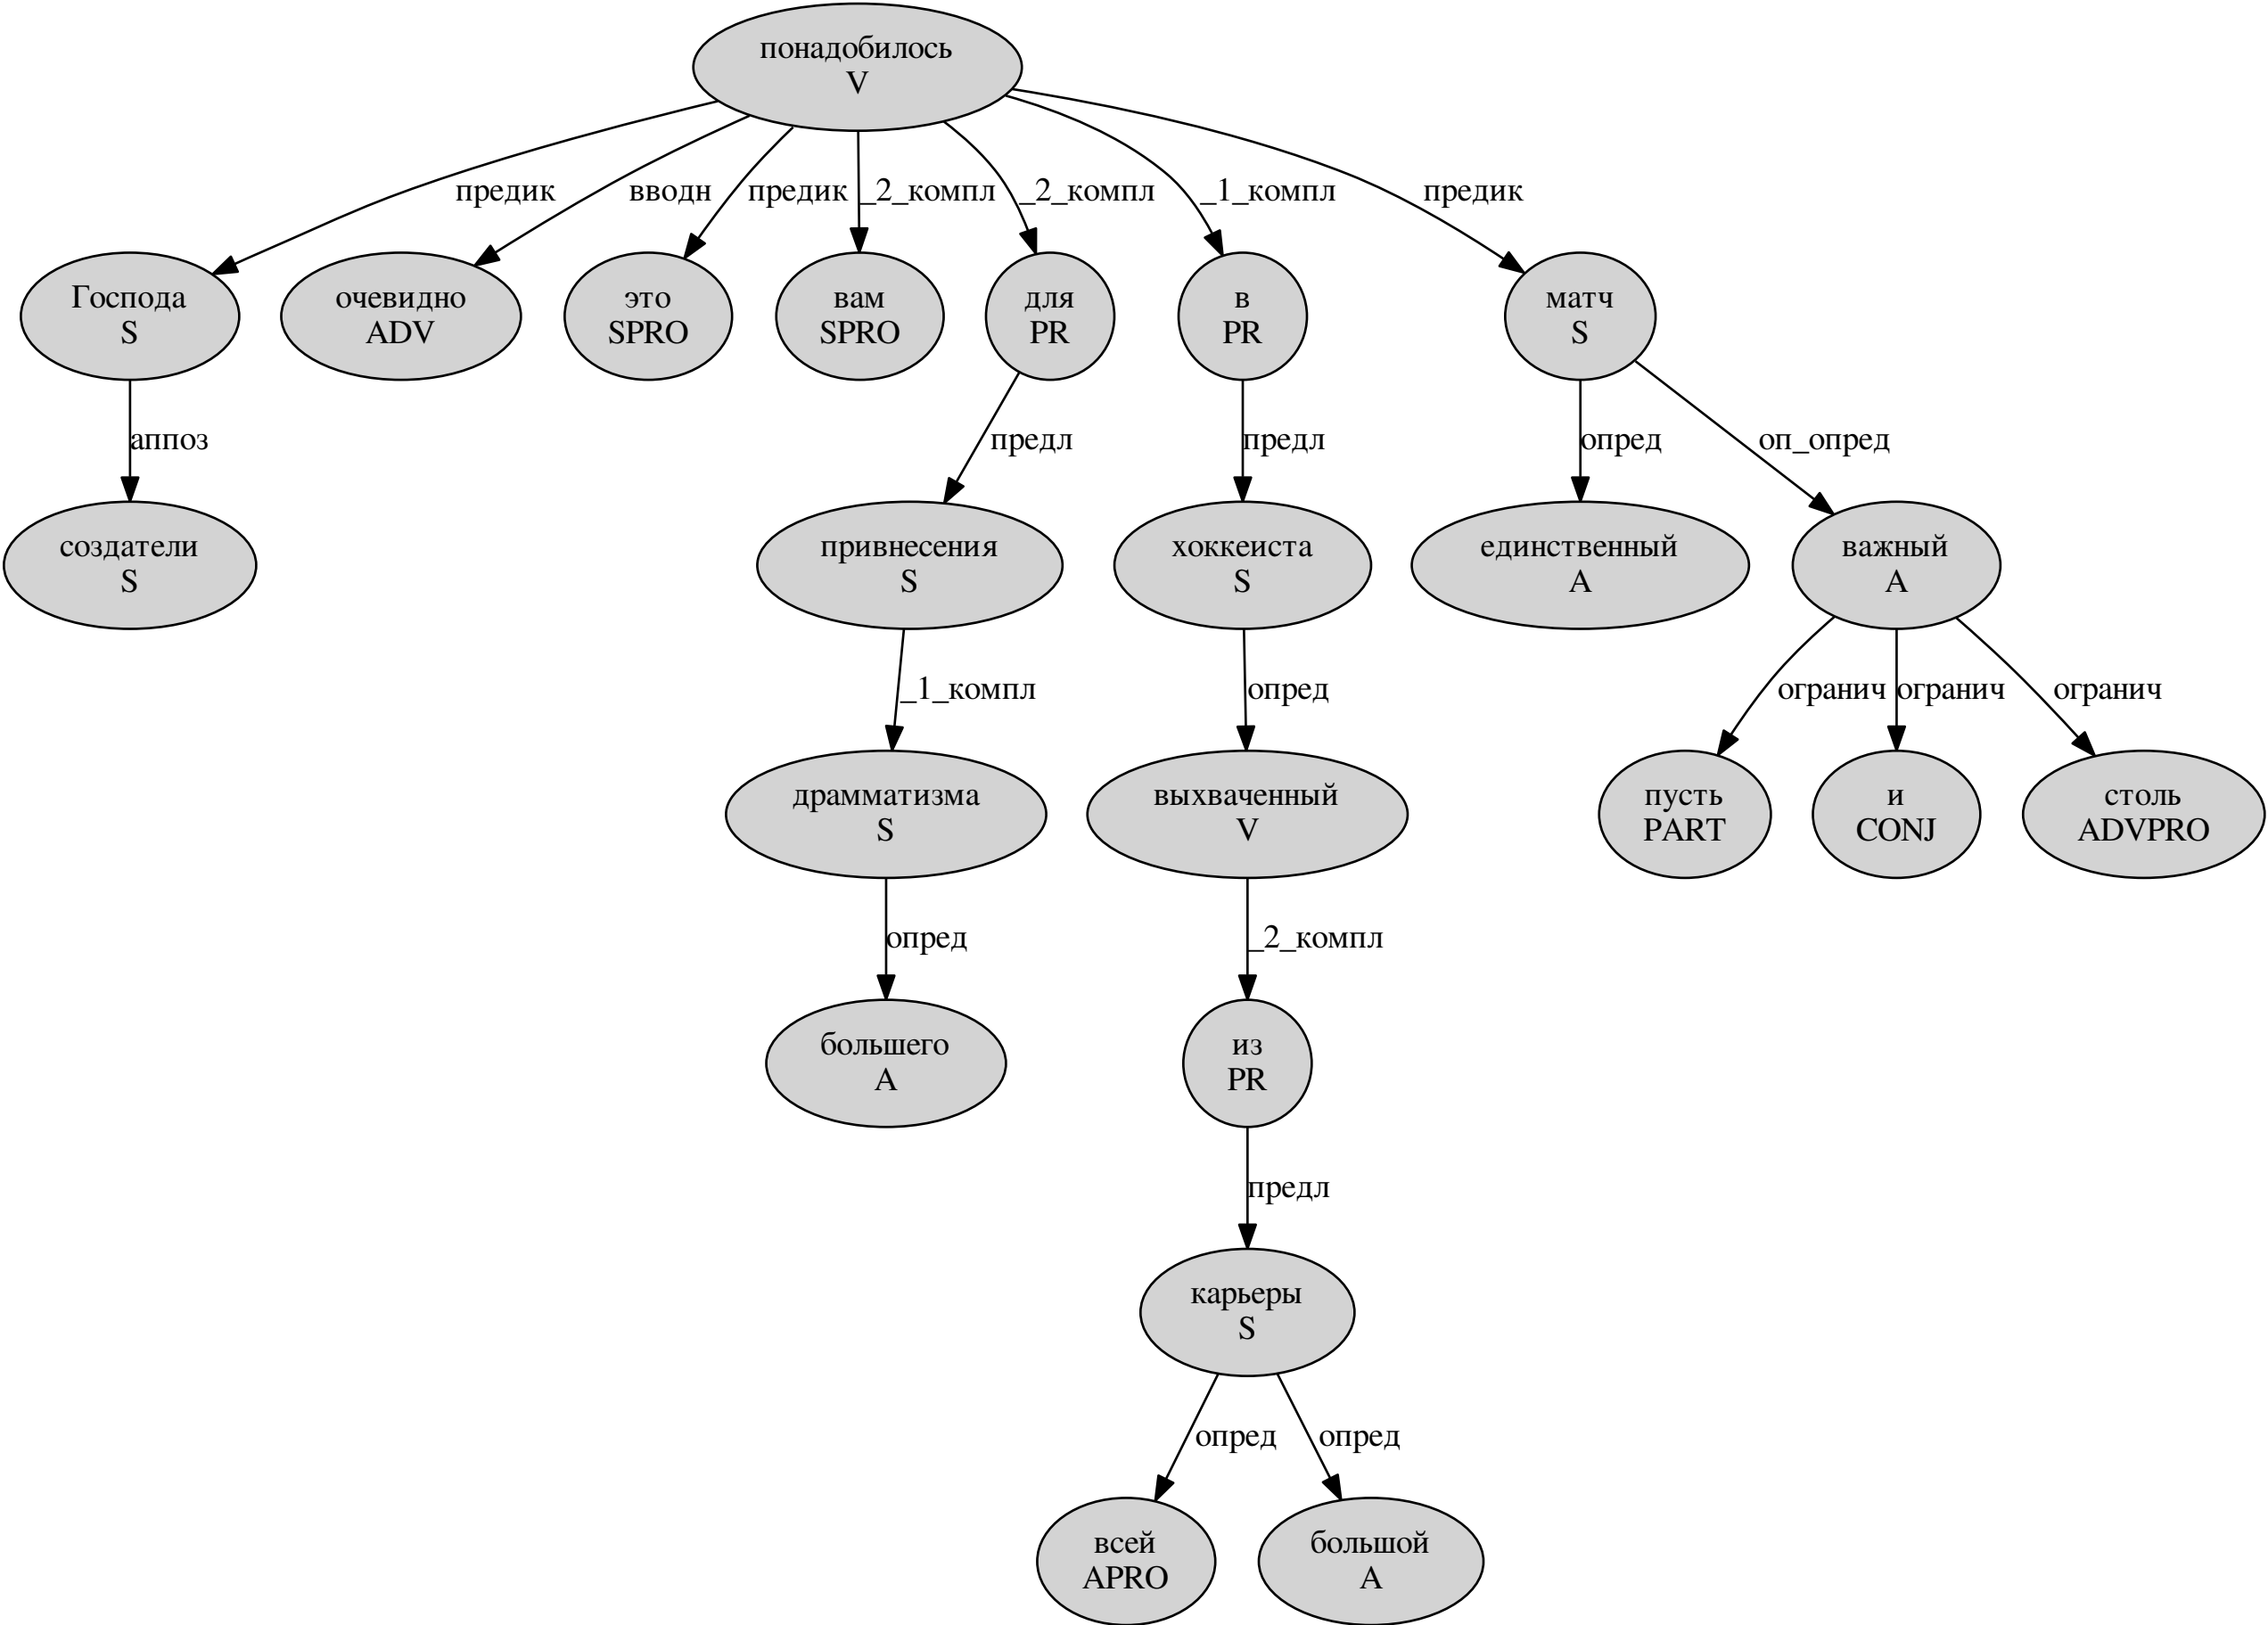 понадобилось
V
предик
вводн
предик
_2_компл
_2_компл
_1_компл
предик
Господа
S
очевидно
ADV
это
SPRO
вам
SPRO
для
PR
в
PR
матч
S
аппоз
предл
предл
опред
оп_опред
создатели
S
привнесения
S
хоккеиста
S
единственный
A
важный
A
_1_компл
опред
огранич
огранич
огранич
драмматизма
S
выхваченный
V
пусть
PART
и
CONJ
столь
ADVPRO
опред
_2_компл
большего
A
из
PR
предл
карьеры
S
опред
опред
всей
APRO
большой
A